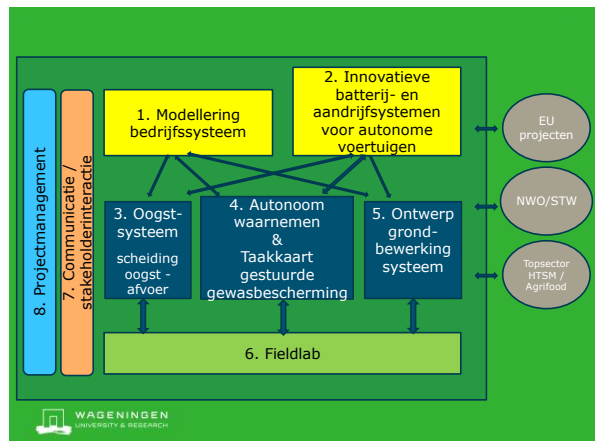 8. Projectmanagement
7. Communicatie /
stakeholderinteractie
1. Modellering
bedrijfssysteem
2. Innovatieve
batterij- en
aandrijfsystemen
voor autonome
voertuigen
3. Oogst-
systeem
scheiding
oogst -
afvoer
4. Autonoom
waarnemen
&
Taakkaart
gestuurde
gewasbescherming
5. Ontwerp
grond-
bewerking
systeem
6. Fieldlab
EU
projecten
NWO/STW
Topsector
HTSM /
Agrifood
WAGENINGEN
UNIVERSITY & RESEARCH